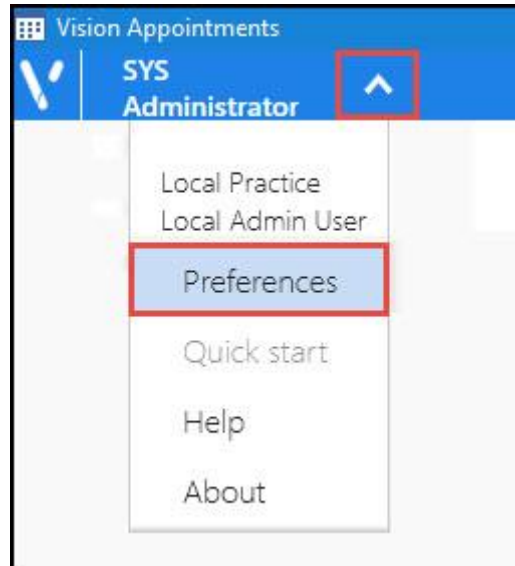 Vision Appointments
SYS
Administrator
Local Practice
Local Admin User
Preferences
Quick start
Help
About